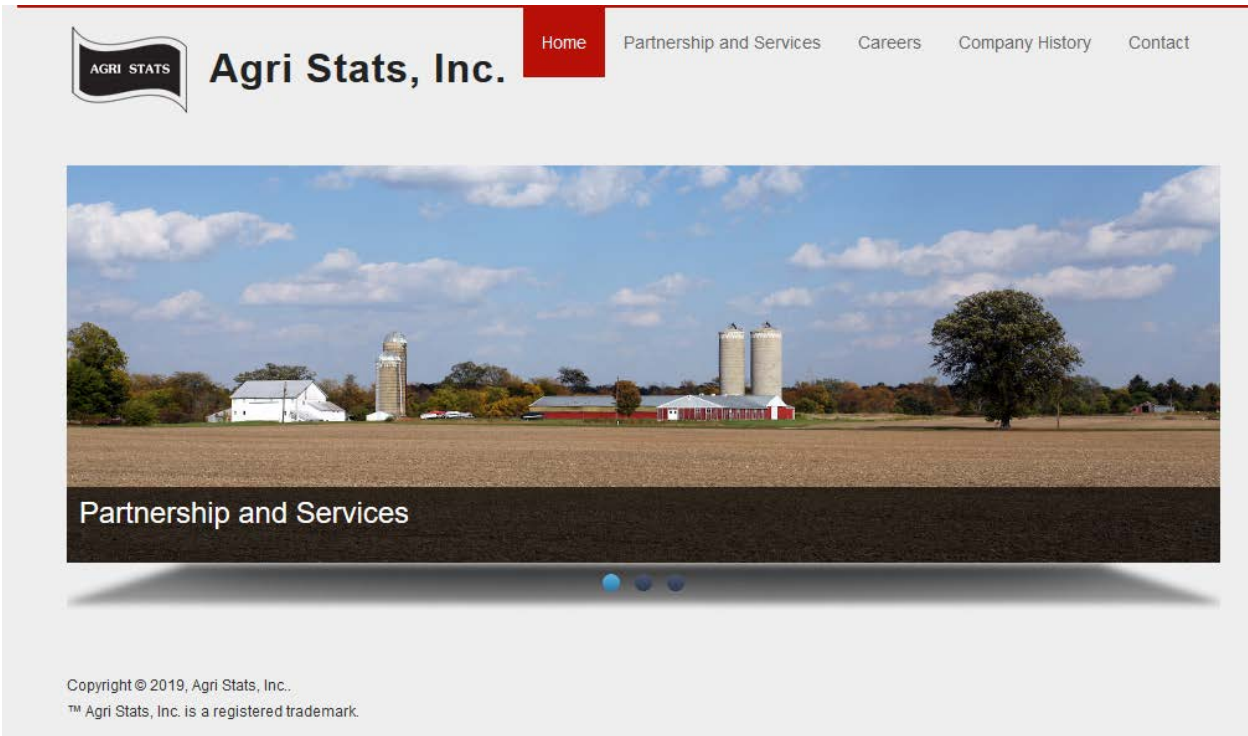 AGRI STATS
Agri Stats, Inc.
Home
Partnership and Services
Careers
Company History
Contact
Partnership and Services
Copyright © 2019, Agri Stats, Inc..
™ Agri Stats, Inc. is a registered trademark.